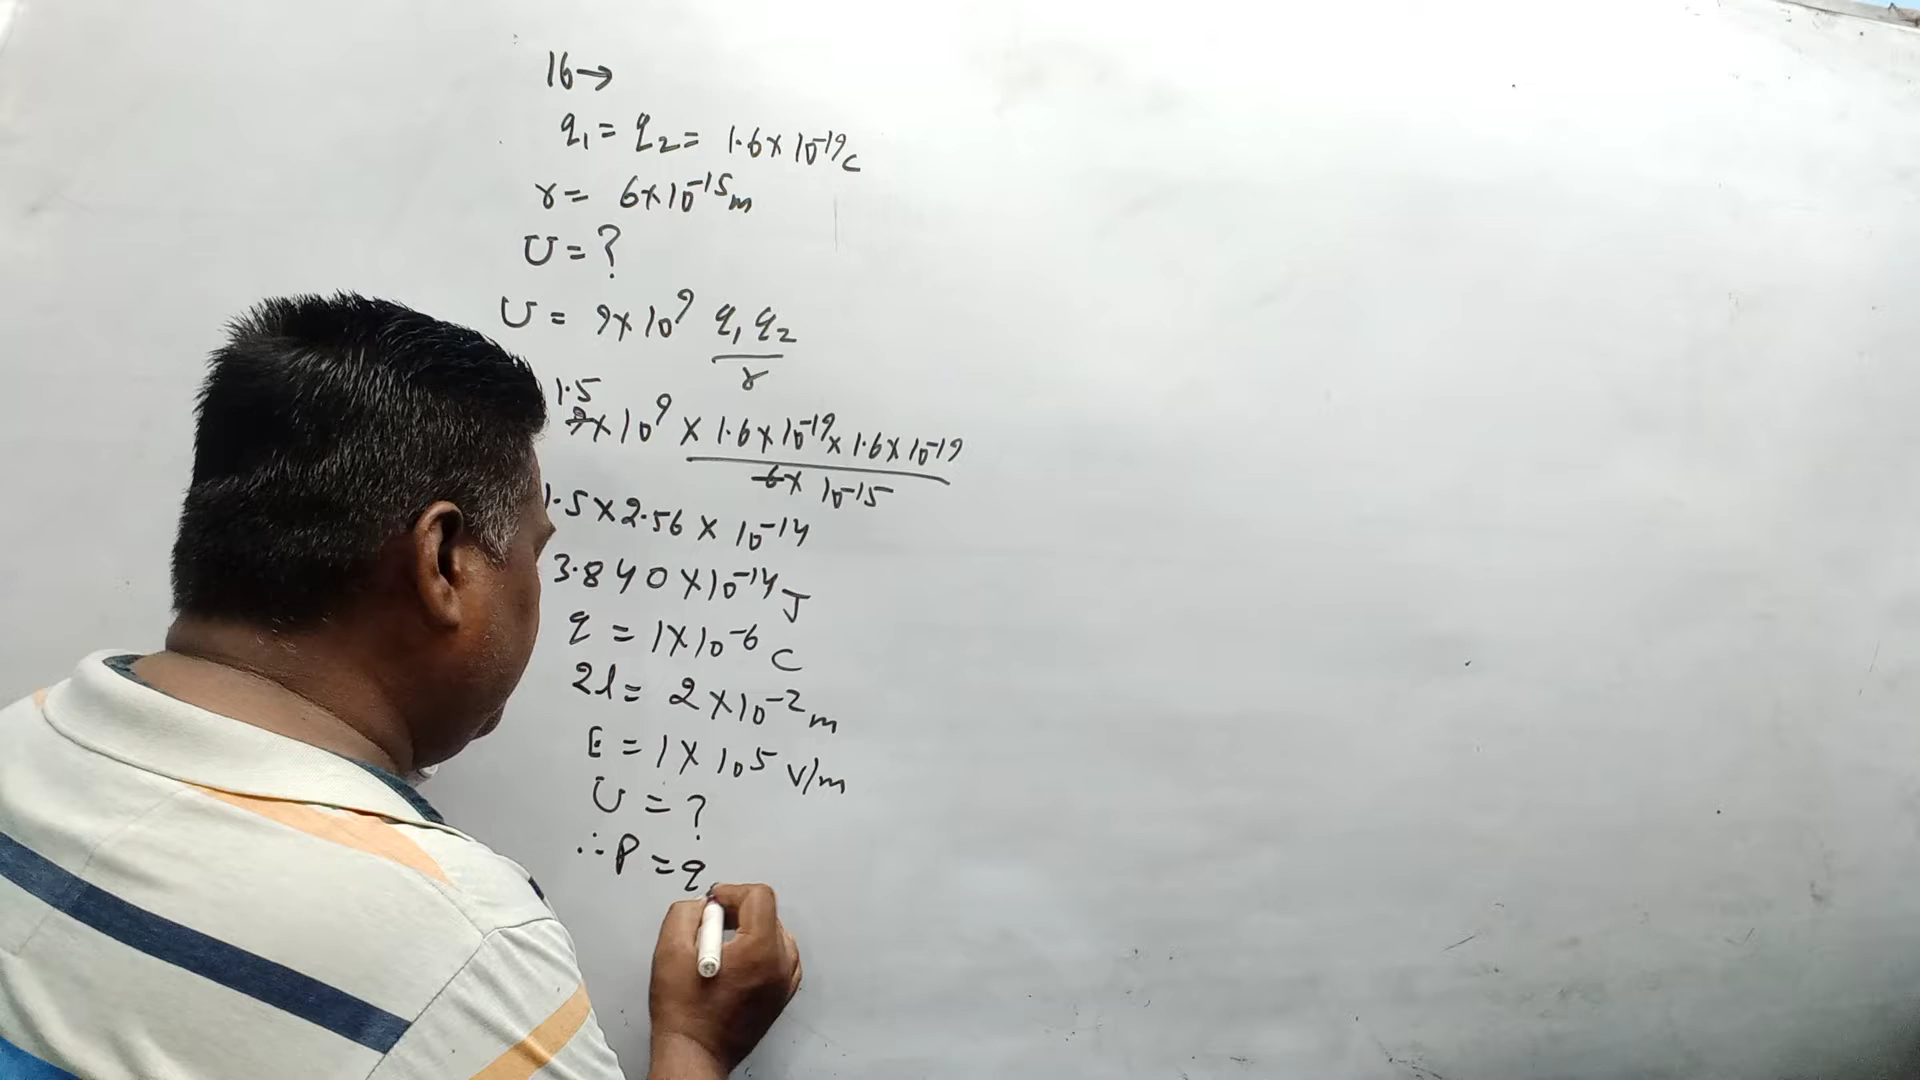 16→
q₁ = q₂ = 1.6 × 10⁻¹⁹C
r = 6×10⁻¹⁵m
U = ?
U = 9×10⁹ q₁ q₂ / r
1.5
9×10⁹ × 1.6×10⁻¹⁹ × 1.6×10⁻¹⁹ / 6× 10⁻¹⁵
1.5 × 2.56 × 10⁻¹⁴
3.840 × 10⁻¹⁴ J
q = 1×10⁻⁶ C
2l = 2 × 10⁻² m
E = 1 × 10⁵ V/m
U = ?
∴ P = q